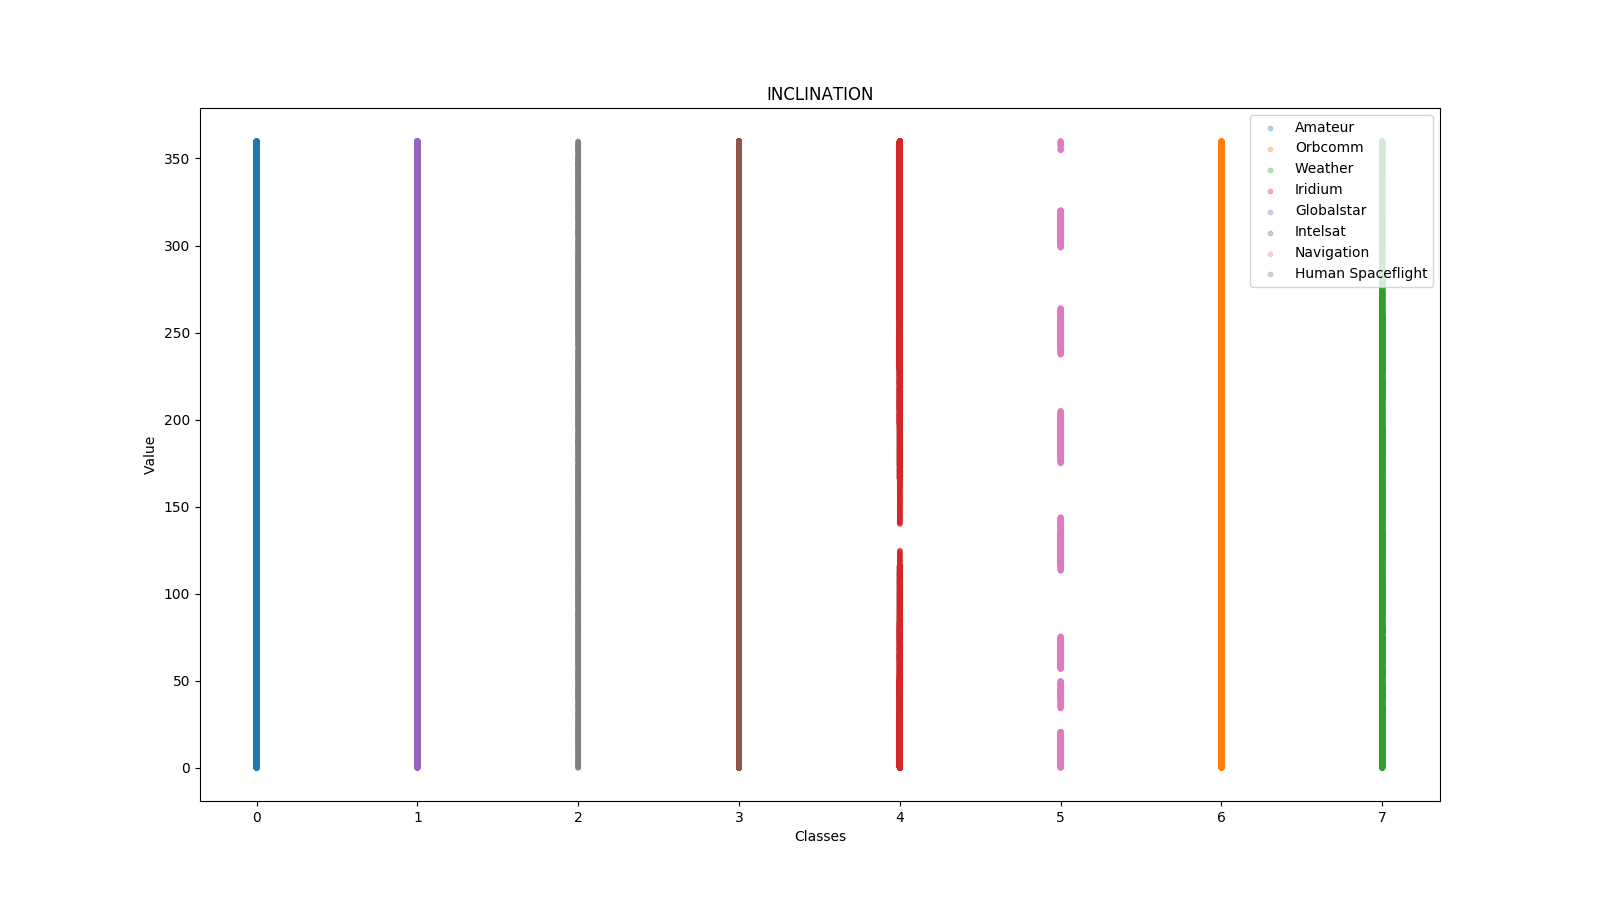 INCLINATION
Amateur
Orbcomm
Weather
Iridium
Globalstar
Intelsat
Navigation
Human Spaceflight
350
300
250
200
150
100
50
0
Value
0 1 2 3 4 5 6 7
Classes